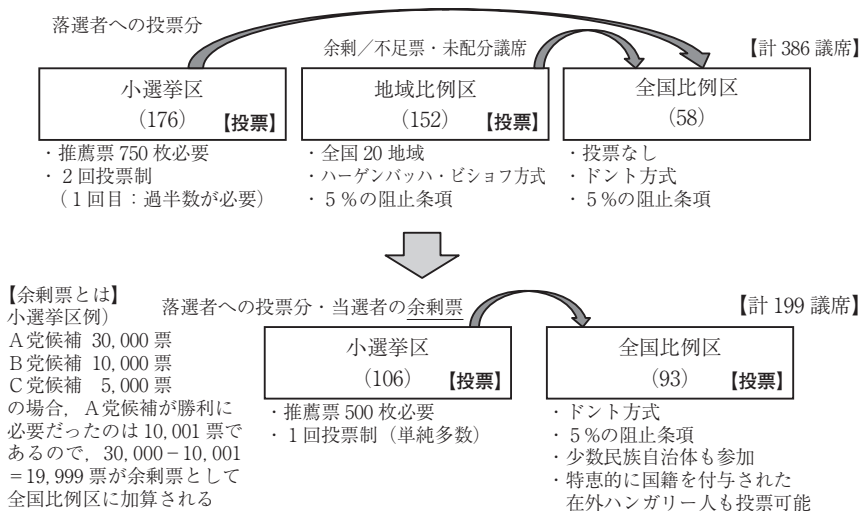 落選者への投票分
余剰／不足票・未配分議席
【計 386 議席】
小選挙区
（176） 【投票】
・推薦票 750 枚必要
・２回投票制
（１回目：過半数が必要）
地域比例区
（152） 【投票】
・全国 20 地域
・ハーゲンバッハ・ビショフ方式
・５％の阻止条項
全国比例区
（58）
・投票なし
・ドント方式
・５％の阻止条項
【余剰票とは】
小選挙区例）
Ａ党候補 30,000 票
Ｂ党候補 10,000 票
Ｃ党候補 5,000 票
の場合，Ａ党候補が勝利に
必要だったのは 10,001 票で
あるので，30,000－10,001
＝19,999 票が余剰票として
全国比例区に加算される
落選者への投票分・当選者の余剰票
【計 199 議席】
小選挙区
（106） 【投票】
・推薦票 500 枚必要
・１回投票制（単純多数）
全国比例区
（93） 【投票】
・ドント方式
・５％の阻止条項
・少数民族自治体も参加
・特恵的に国籍を付与された
在外ハンガリー人も投票可能